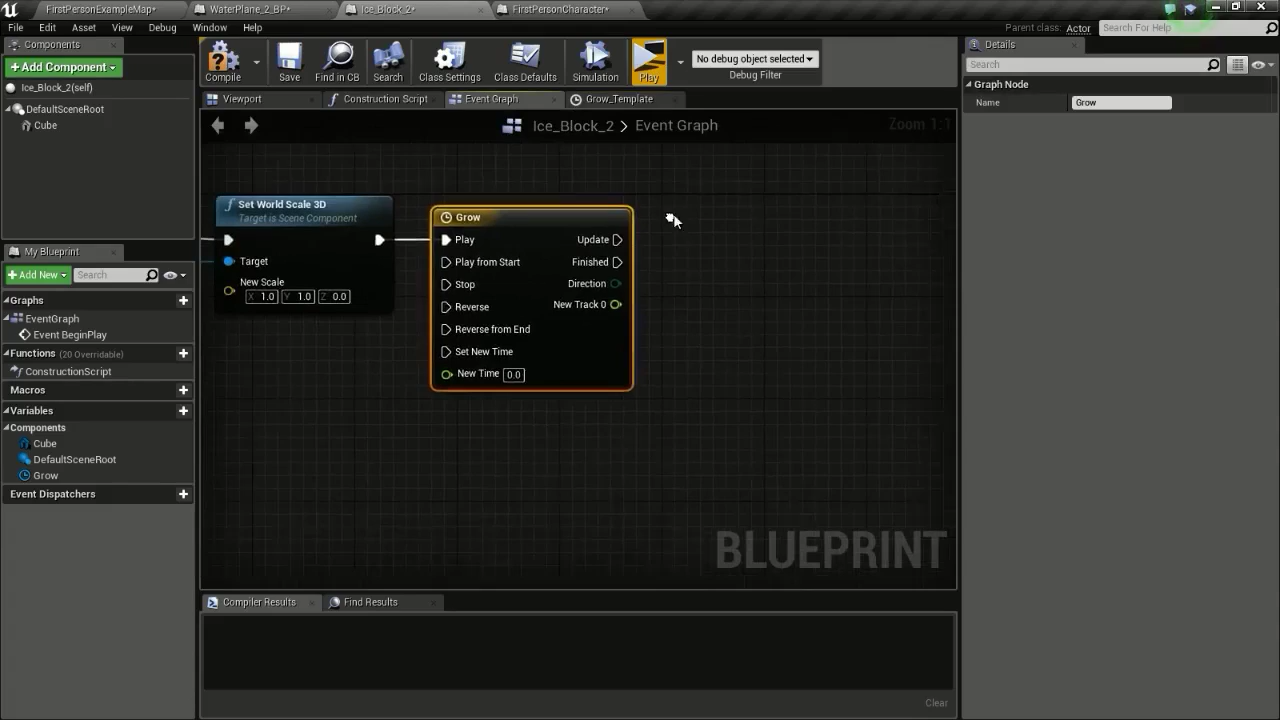 FirstPersonExampleMap*
WaterPlane_2_BP*
Ice_Block_2*
FirstPersonCharacter*
File Edit Asset View Debug Window Help
Parent class: Actor
Search For Help
Components
+Add Component
Ice_Block_2(self)
DefaultSceneRoot
Cube
Compile
Save
Find in CB
Search
Class Settings
Class Defaults
Simulation
Play
No debug object selected
Debug Filter
Details
Search
Graph Node
Name Grow
Viewport
Construction Script
Event Graph
Grow_Template
Ice_Block_2 > Event Graph
Zoom 1:1
Set World Scale 3D
Target is Scene Component
Target
New Scale
X 1.0 Y 1.0 Z 0.0
Grow
Play
Play from Start
Stop
Reverse
Reverse from End
Set New Time
New Time 0.0
Update
Finished
Direction
New Track 0
My Blueprint
+Add New
Search
Graphs
EventGraph
Event BeginPlay
Functions (20 Overridable)
ConstructionScript
Macros
Variables
Components
Cube
DefaultSceneRoot
Grow
Event Dispatchers
BLUEPRINT
Compiler Results
Find Results
Clear